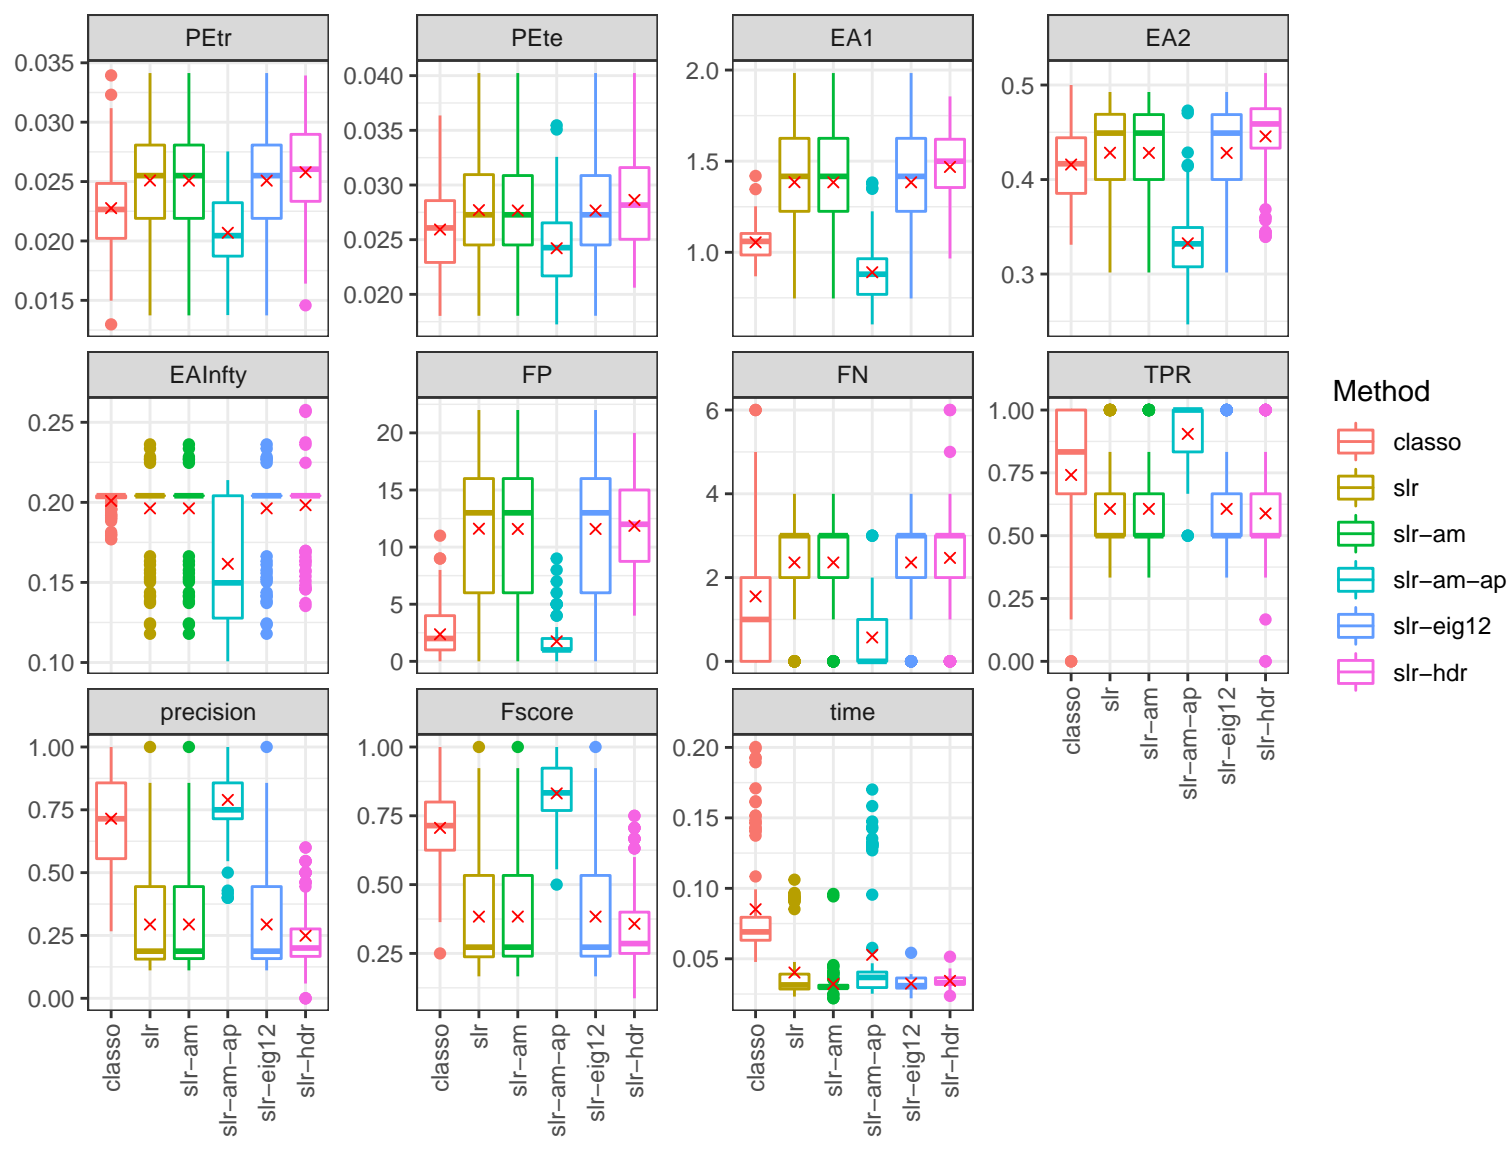 PEtr
PEte
EA1
EA2
0.035
0.030
0.025
0.020
0.015
0.040
0.035
0.030
0.025
0.020
2.0
1.5
1.0
0.5
0.4
0.3
EAInfty
FP
FN
TPR
0.25
0.20
0.15
0.10
20
15
10
5
0
6
4
2
0
1.00
0.75
0.50
0.25
0.00
precision
Fscore
time
1.00
0.75
0.50
0.25
0.00
1.00
0.75
0.50
0.25
0.20
0.15
0.10
0.05
classo
slr
slr−am
slr−am−ap
slr−eig12
slr−hdr
classo
slr
slr−am
slr−am−ap
slr−eig12
slr−hdr
classo
slr
slr−am
slr−am−ap
slr−eig12
slr−hdr
classo
slr
slr−am
slr−am−ap
slr−eig12
slr−hdr
Method
classo
slr
slr−am
slr−am−ap
slr−eig12
slr−hdr